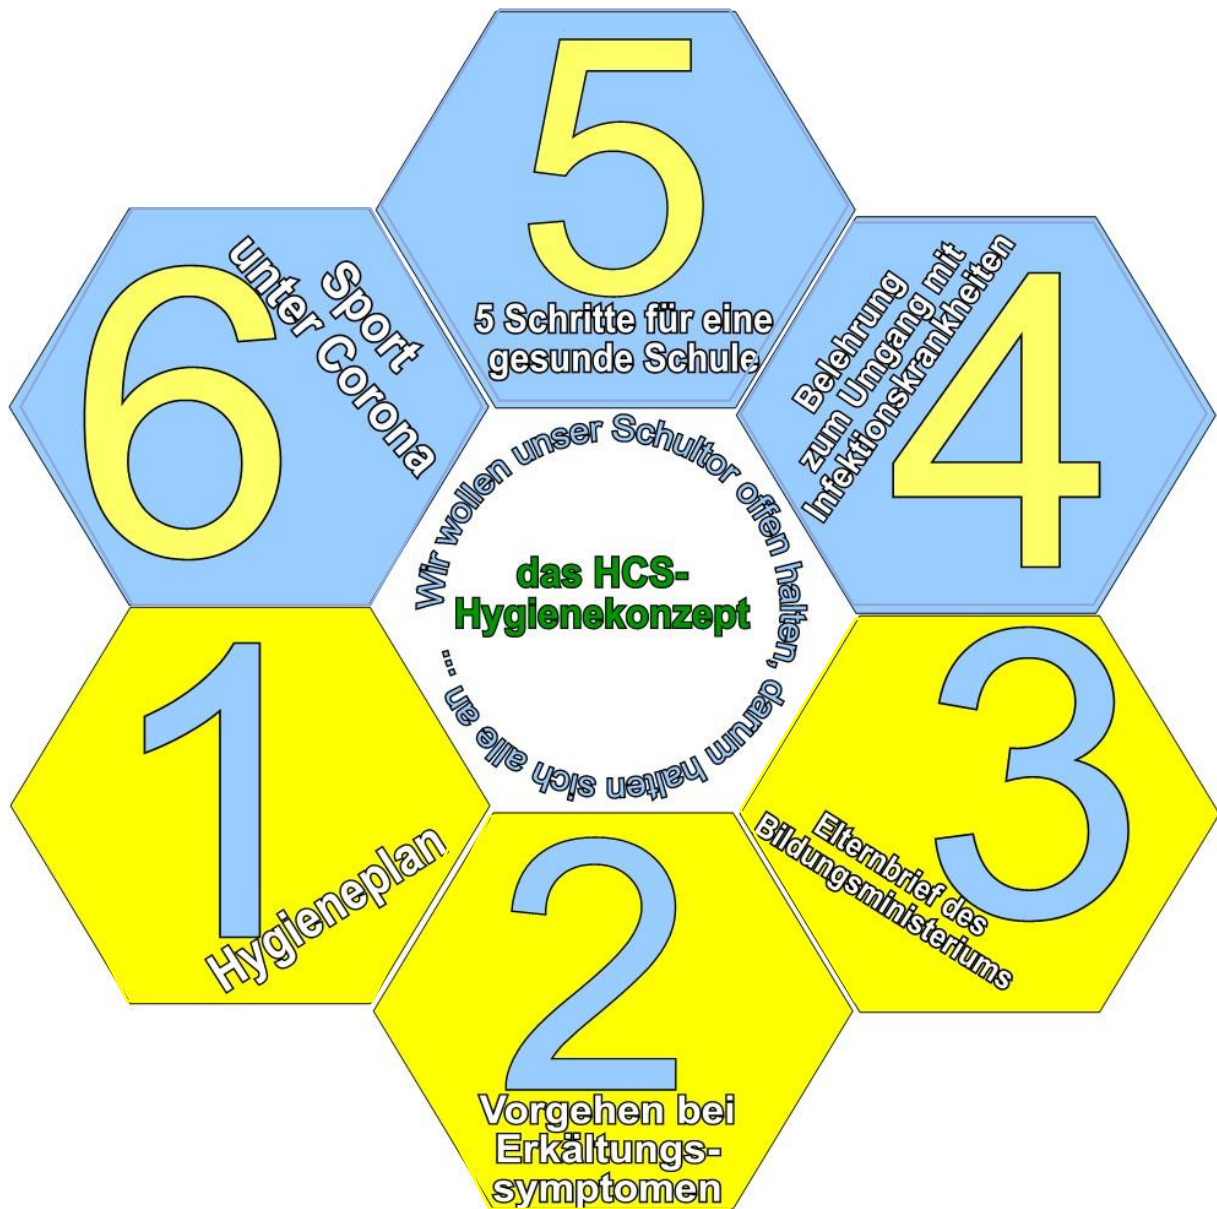 5
5 Schritte für eine
gesunde Schule
6
Sport
unter Corona
4
Belehrung
zum Umgang mit
Infektionskrankheiten
Wir wollen unser Schultor offen halten, darum halten sich alle an ...
das HCS-
Hygienekonzept
1
Hygieneplan
3
Elternbrief des
Bildungsministeriums
2
Vorgehen bei
Erkältungs-
symptomen